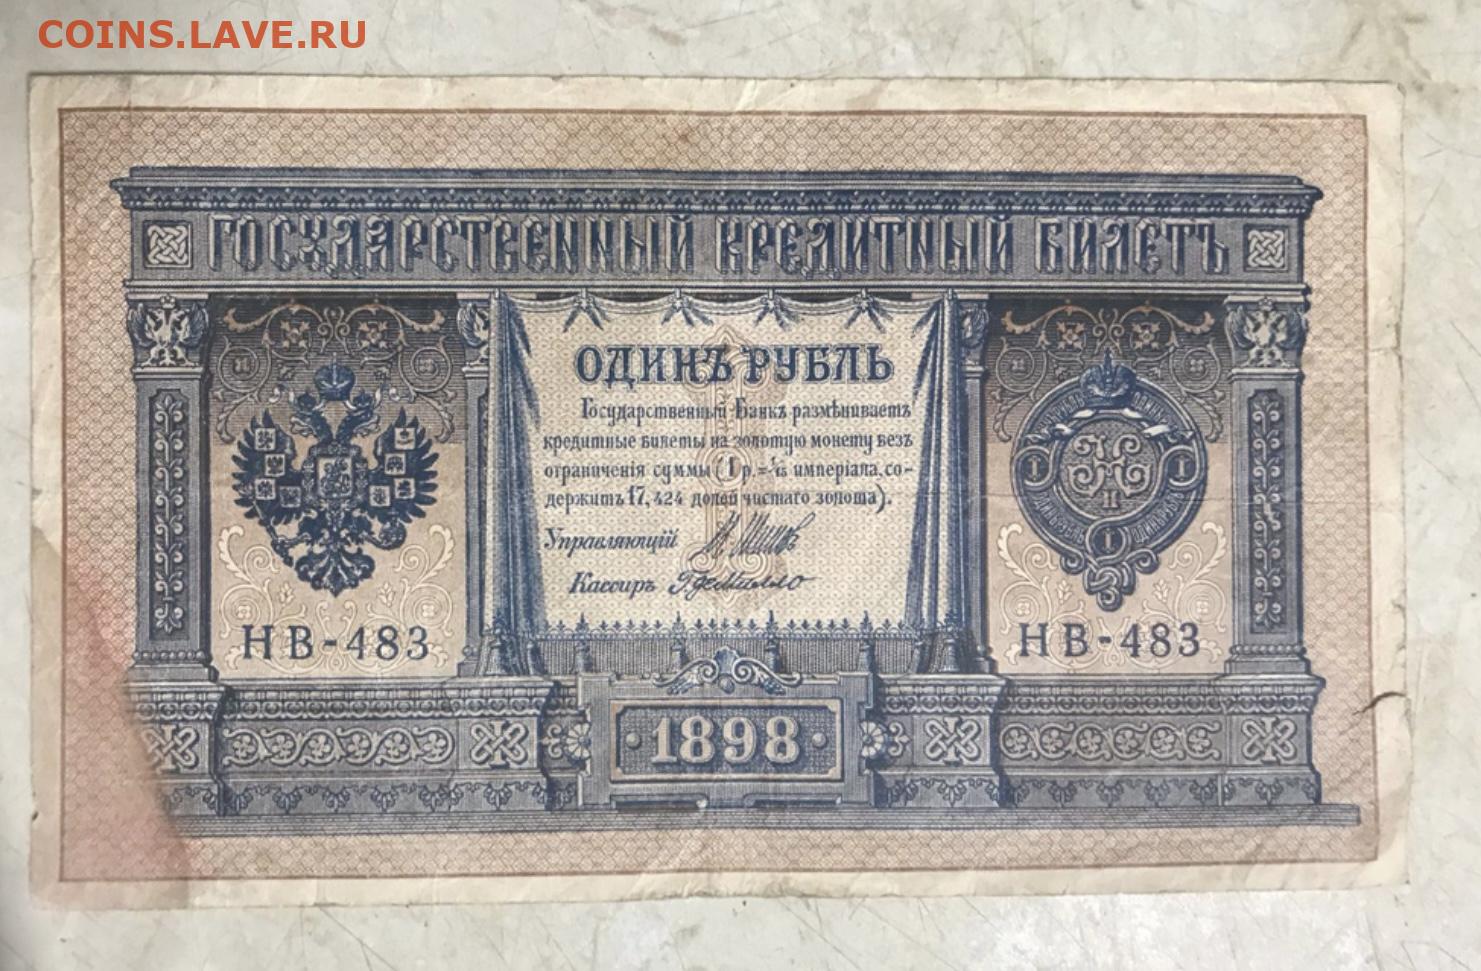 COINS.LAVE.RU
ГОСУДАРСТВЕННЫЙ КРЕДИТНЫЙ БИЛЕТЪ
ОДИНЪ РУБЛЬ
Государственный Банкъ размѣниваетъ
кредитные билеты на золотую монету безъ
ограниченія суммы (1 р.=1/15 имперіала, со-
держитъ 17,424 долей чистаго золота).
Управляющій
Кассиръ
НВ-483
НВ-483
1898